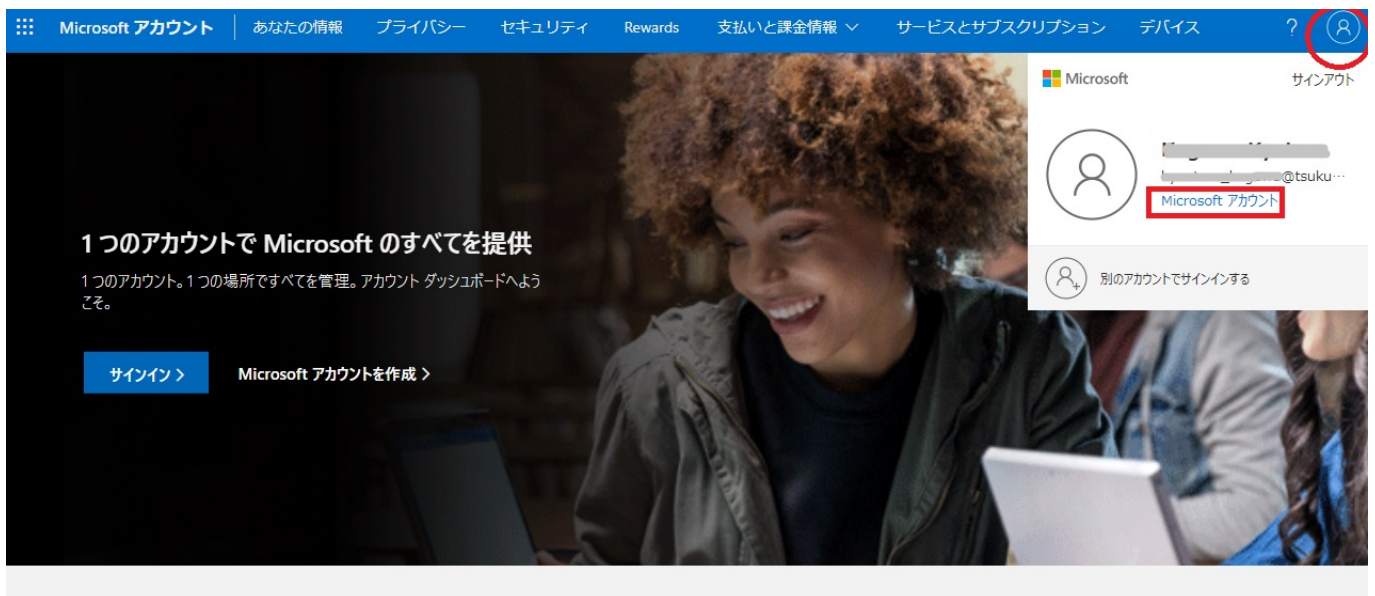 Microsoft アカウント あなたの情報 プライバシー セキュリティ Rewards 支払いと課金情報 サービスとサブスクリプション デバイス ?
Microsoft サインアウト
@tsuku…
Microsoft アカウント
別のアカウントでサインインする
1 つのアカウントで Microsoft のすべてを提供
1 つのアカウント。1 つの場所ですべてを管理。アカウント ダッシュボードへよう
こそ。
サインイン > Microsoft アカウントを作成 >